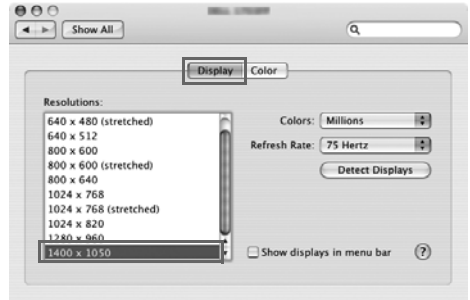 Show All
Display Color
Resolutions:
640 x 480 (stretched)
640 x 512
800 x 600
800 x 600 (stretched)
800 x 640
1024 x 768
1024 x 768 (stretched)
1024 x 820
1280 x 960
1400 x 1050
Colors: Millions
Refresh Rate: 75 Hertz
Detect Displays
Show displays in menu bar ?